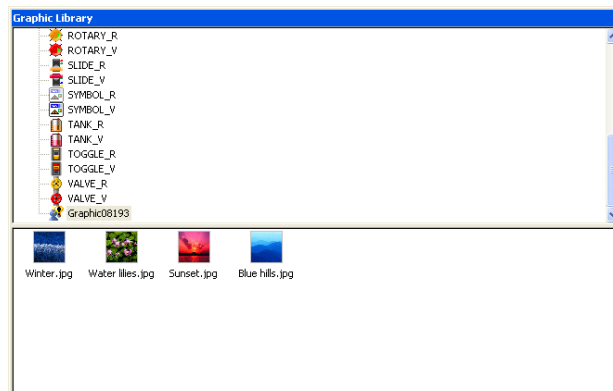 Graphic Library
ROTARY_R
ROTARY_V
SLIDE_R
SLIDE_V
SYMBOL_R
SYMBOL_V
TANK_R
TANK_V
TOGGLE_R
TOGGLE_V
VALVE_R
VALVE_V
Graphic08193
Winter.jpg Water lilies.jpg Sunset.jpg Blue hills.jpg